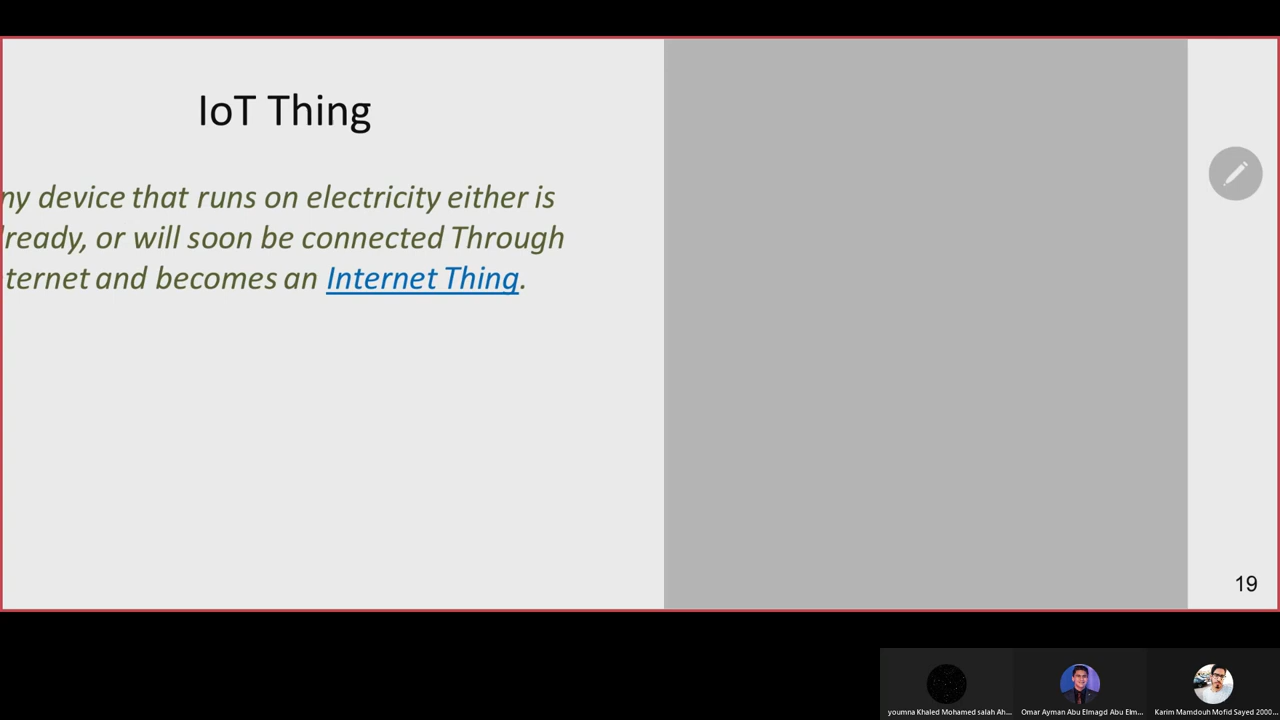 IoT Thing
ny device that runs on electricity either is
lready, or will soon be connected Through
ternet and becomes an Internet Thing.
19
youmna Khaled Mohamed salah Ah...
Omar Ayman Abu Elmagd Abu Elm...
Karim Mamdouh Mofid Sayed 2000...